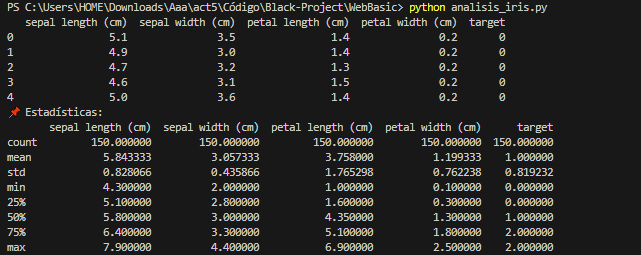 PS C:\Users\HOME\Downloads\Aaa\act5\Código\Black-Project\WebBasic> python analisis_iris.py
sepal length (cm)  sepal width (cm)  petal length (cm)  petal width (cm)  target
0                5.1               3.5                1.4               0.2       0
1                4.9               3.0                1.4               0.2       0
2                4.7               3.2                1.3               0.2       0
3                4.6               3.1                1.5               0.2       0
4                5.0               3.6                1.4               0.2       0
📌 Estadísticas:
sepal length (cm)  sepal width (cm)  petal length (cm)  petal width (cm)      target
count         150.000000        150.000000         150.000000        150.000000  150.000000
mean            5.843333          3.057333           3.758000          1.199333    1.000000
std             0.828066          0.435866           1.765298          0.762238    0.819232
min             4.300000          2.000000           1.000000          0.100000    0.000000
25%             5.100000          2.800000           1.600000          0.300000    0.000000
50%             5.800000          3.000000           4.350000          1.300000    1.000000
75%             6.400000          3.300000           5.100000          1.800000    2.000000
max             7.900000          4.400000           6.900000          2.500000    2.000000